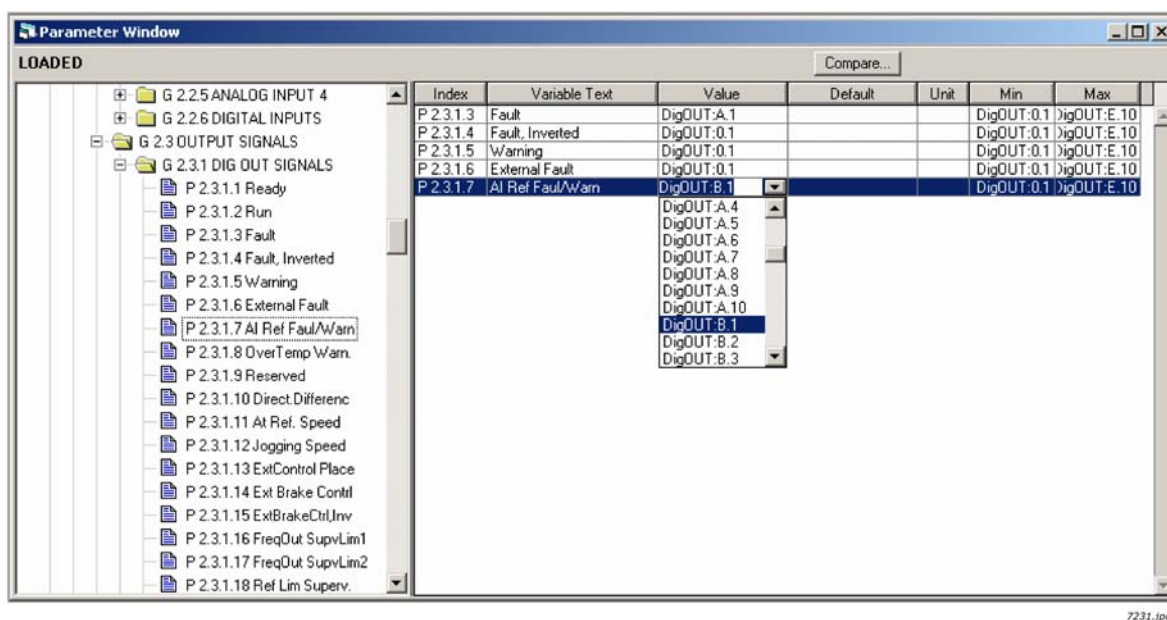 Parameter Window
LOADED
Compare...
G 2.2.5 ANALOG INPUT 4
G 2.2.6 DIGITAL INPUTS
G 2.3 OUTPUT SIGNALS
G 2.3.1 DIG OUT SIGNALS
P 2.3.1.1 Ready
P 2.3.1.2 Run
P 2.3.1.3 Fault
P 2.3.1.4 Fault, Inverted
P 2.3.1.5 Warning
P 2.3.1.6 External Fault
P 2.3.1.7 AI Ref Faul/Warn
P 2.3.1.8 OverTemp Warn.
P 2.3.1.9 Reserved
P 2.3.1.10 Direct.Differenc
P 2.3.1.11 At Ref. Speed
P 2.3.1.12 Jogging Speed
P 2.3.1.13 ExtControl Place
P 2.3.1.14 Ext Brake Contrl
P 2.3.1.15 ExtBrakeCtrl,Inv
P 2.3.1.16 FreqOut SupvLim1
P 2.3.1.17 FreqOut SupvLim2
P 2.3.1.18 Ref Lim Superv.
Index Variable Text Value Default Unit Min Max
P 2.3.1.3 Fault DigOUT:A.1 DigOUT:0.1 DigOUT:E.10
P 2.3.1.4 Fault, Inverted DigOUT:0.1 DigOUT:0.1 DigOUT:E.10
P 2.3.1.5 Warning DigOUT:0.1 DigOUT:0.1 DigOUT:E.10
P 2.3.1.6 External Fault DigOUT:0.1 DigOUT:0.1 DigOUT:E.10
P 2.3.1.7 AI Ref Faul/Warn DigOUT:B.1 DigOUT:0.1 DigOUT:E.10
DigOUT:A.4
DigOUT:A.5
DigOUT:A.6
DigOUT:A.7
DigOUT:A.8
DigOUT:A.9
DigOUT:A.10
DigOUT:B.1
DigOUT:B.2
DigOUT:B.3